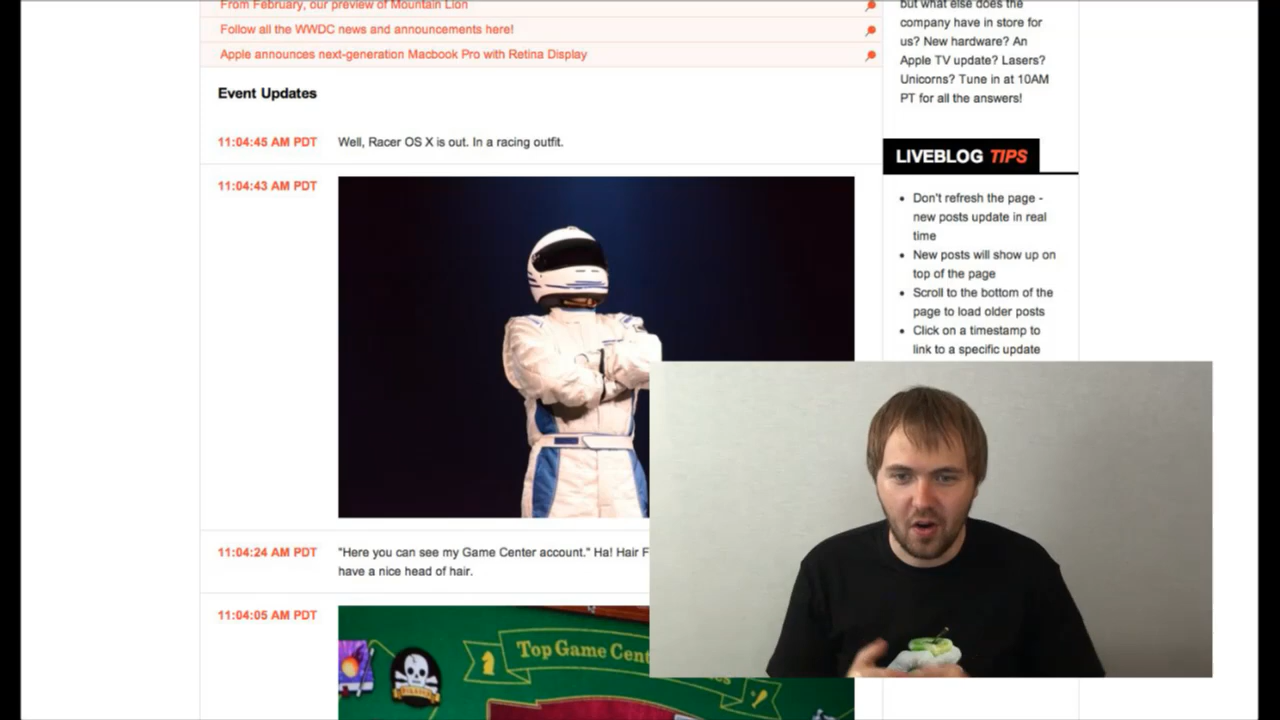 From February, our preview of Mountain Lion
Follow all the WWDC news and announcements here!
Apple announces next-generation Macbook Pro with Retina Display
Event Updates
11:04:45 AM PDT
Well, Racer OS X is out. In a racing outfit.
11:04:43 AM PDT
11:04:24 AM PDT
"Here you can see my Game Center account." Ha! Hair F
have a nice head of hair.
11:04:05 AM PDT
Top Game Cent
but what else does the
company have in store for
us? New hardware? An
Apple TV update? Lasers?
Unicorns? Tune in at 10AM
PT for all the answers!
LIVEBLOG TIPS
• Don't refresh the page -
new posts update in real
time
• New posts will show up on
top of the page
• Scroll to the bottom of the
page to load older posts
• Click on a timestamp to
link to a specific update